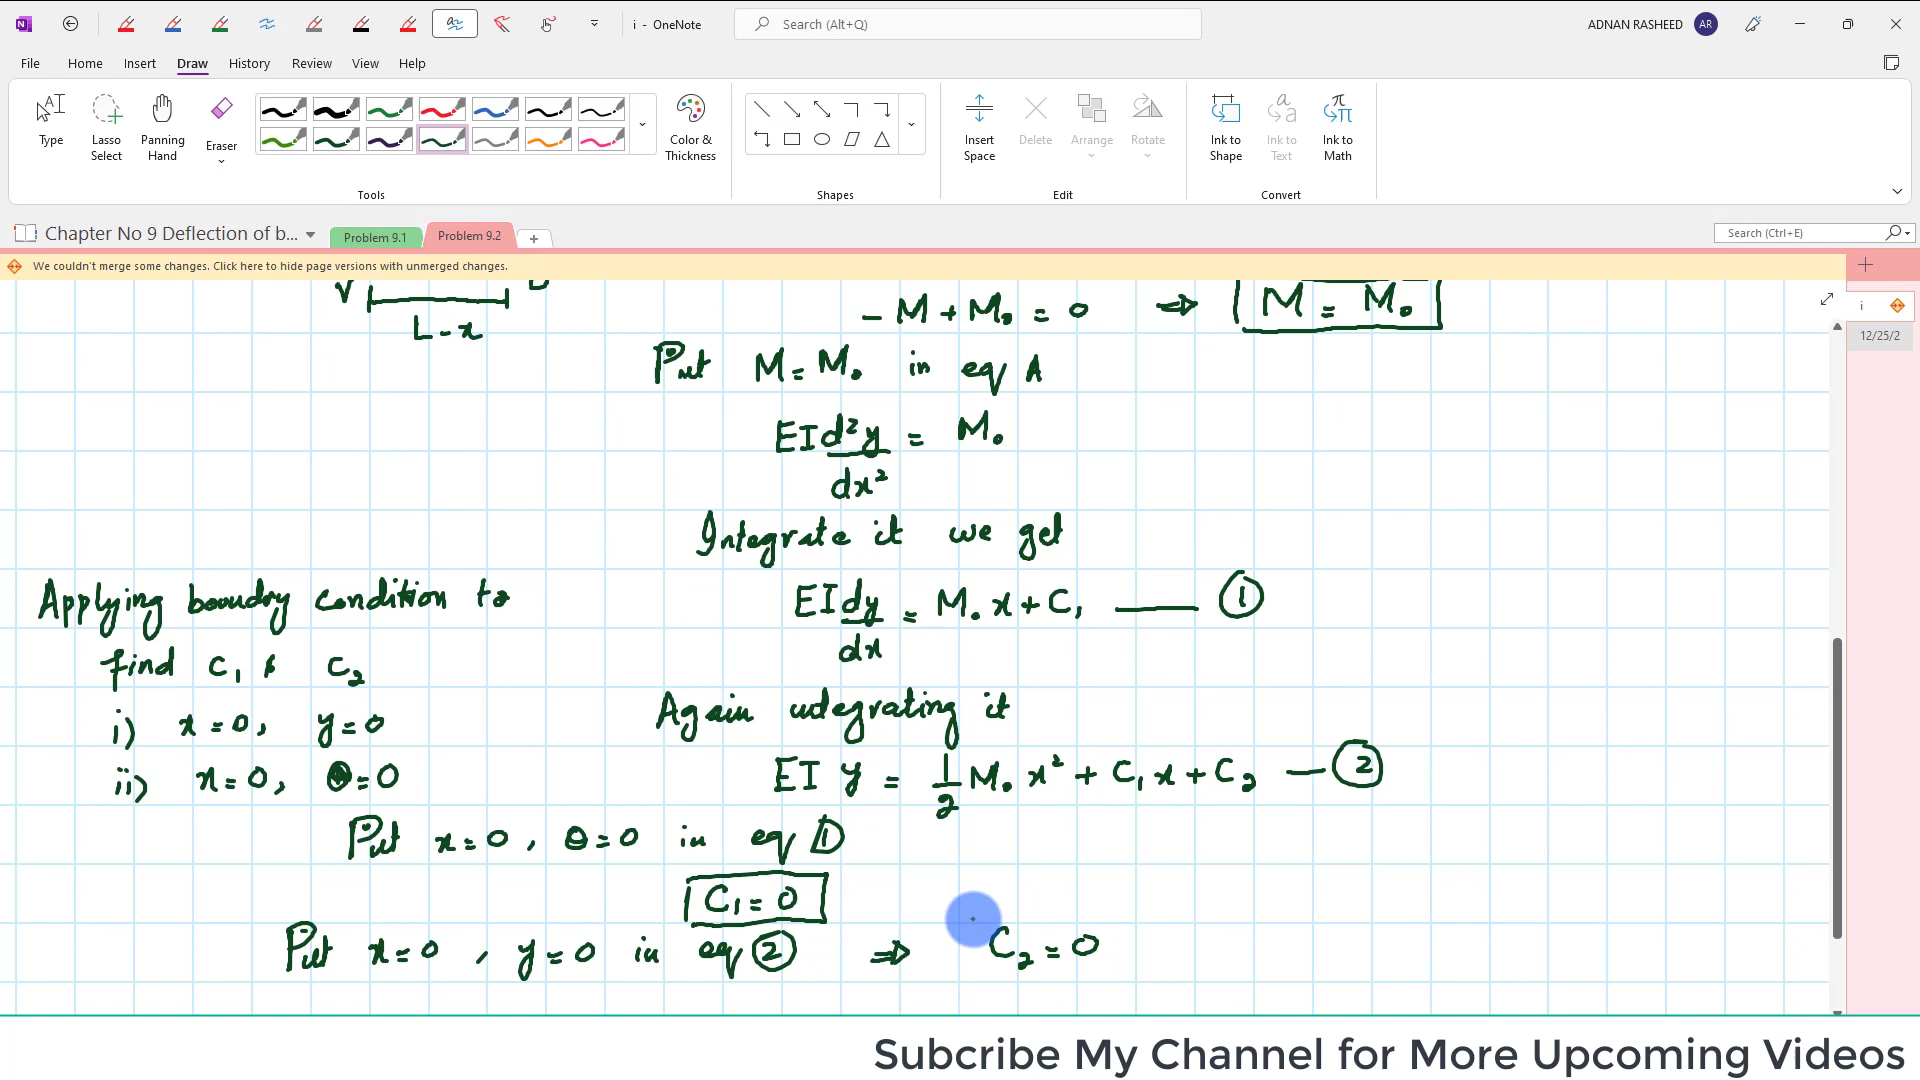 i - OneNote
Search (Alt+Q)
ADNAN RASHEED
AR
File Home Insert Draw History Review View Help
Type
Lasso Select
Panning Hand
Eraser
Color & Thickness
Insert Space
Delete
Arrange
Rotate
Ink to Shape
Ink to Text
Ink to Math
Tools
Shapes
Edit
Convert
Chapter No 9 Deflection of b...
Problem 9.1
Problem 9.2
Search (Ctrl+E)
We couldn't merge some changes. Click here to hide page versions with unmerged changes.
i
12/25/2
V
L-x
-M + M₀ = 0 ⇒ M = M₀
Put M = M₀ in eq A
EI d²y/dx² = M₀
Integrate it we get
EI dy/dx = M₀x + C₁ —— ①
Again integrating it
EI y = 1/2 M₀x² + C₁x + C₂ — ②
Applying boundry condition to
find C₁ & C₂
i) x = 0, y = 0
ii) x = 0, θ = 0
Put x = 0, θ = 0 in eq ①
C₁ = 0
Put x = 0, y = 0 in eq ② ⇒ C₂ = 0
Subcribe My Channel for More Upcoming Videos